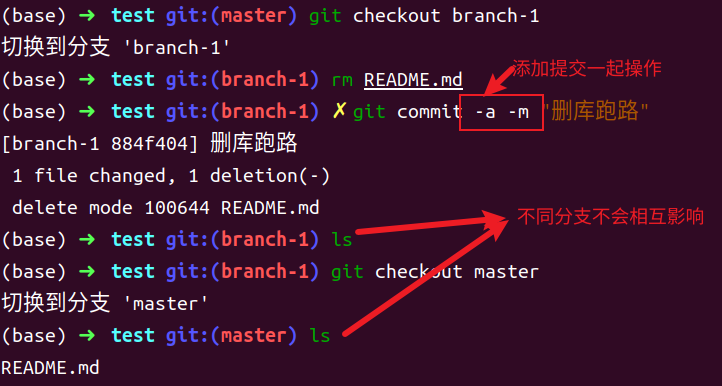 (base) ➜ test git:(master) git checkout branch-1
切换到分支 'branch-1'
(base) ➜ test git:(branch-1) rm README.md
添加提交一起操作
(base) ➜ test git:(branch-1) ✗ git commit -a -m "删库跑路"
[branch-1 884f404] 删库跑路
1 file changed, 1 deletion(-)
delete mode 100644 README.md
不同分支不会相互影响
(base) ➜ test git:(branch-1) ls
(base) ➜ test git:(branch-1) git checkout master
切换到分支 'master'
(base) ➜ test git:(master) ls
README.md